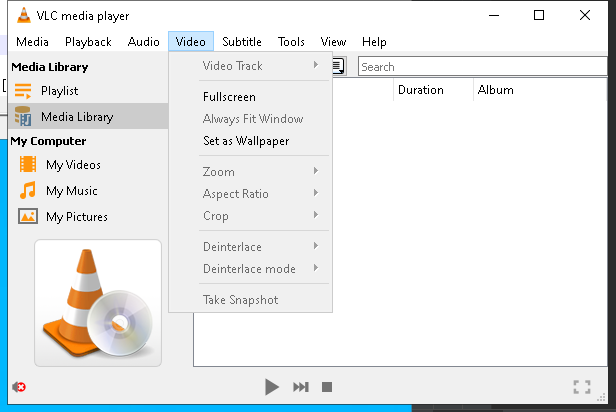 VLC media player
Media Playback Audio Video Subtitle Tools View Help
Media Library
Playlist
Media Library
My Computer
My Videos
My Music
My Pictures
Video Track
Fullscreen
Always Fit Window
Set as Wallpaper
Zoom
Aspect Ratio
Crop
Deinterlace
Deinterlace mode
Take Snapshot
Search
Duration Album